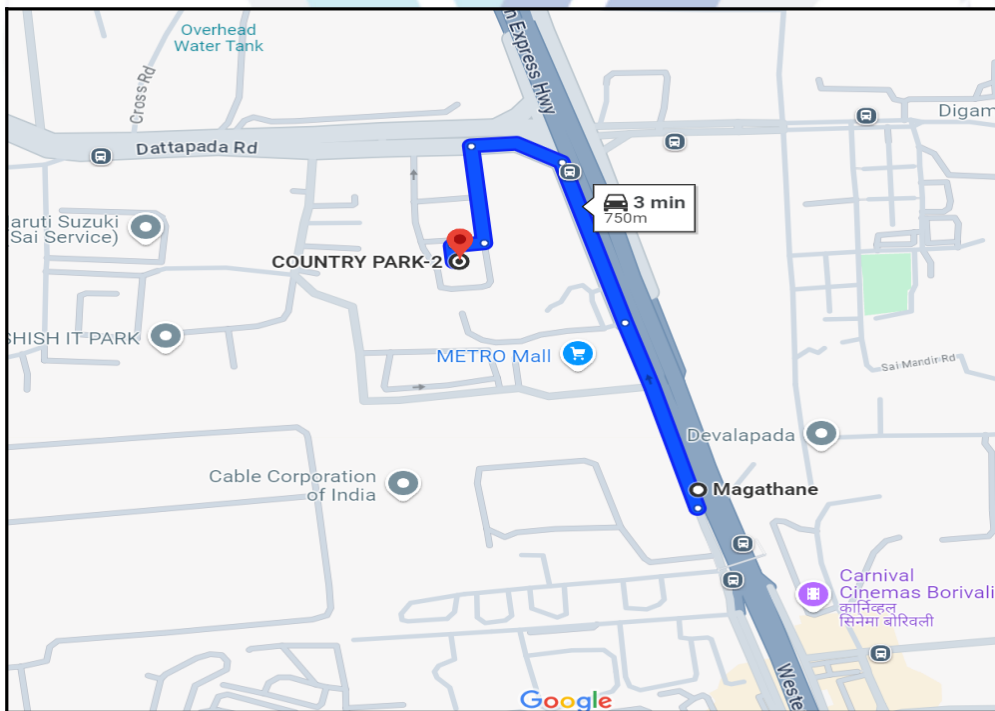 Overhead
Water Tank
Cross Rd
n Express Hwy
Digam
Dattapada Rd
3 min
750m
aruti Suzuki
Sai Service)
COUNTRY PARK-2
SHISH IT PARK
METRO Mall
Sai Mandir Rd
Devalapada
Cable Corporation
of India
Magathane
Carnival
Cinemas Borivali
कार्निव्हल
सिनेमा बोरिवली
Weste
Google